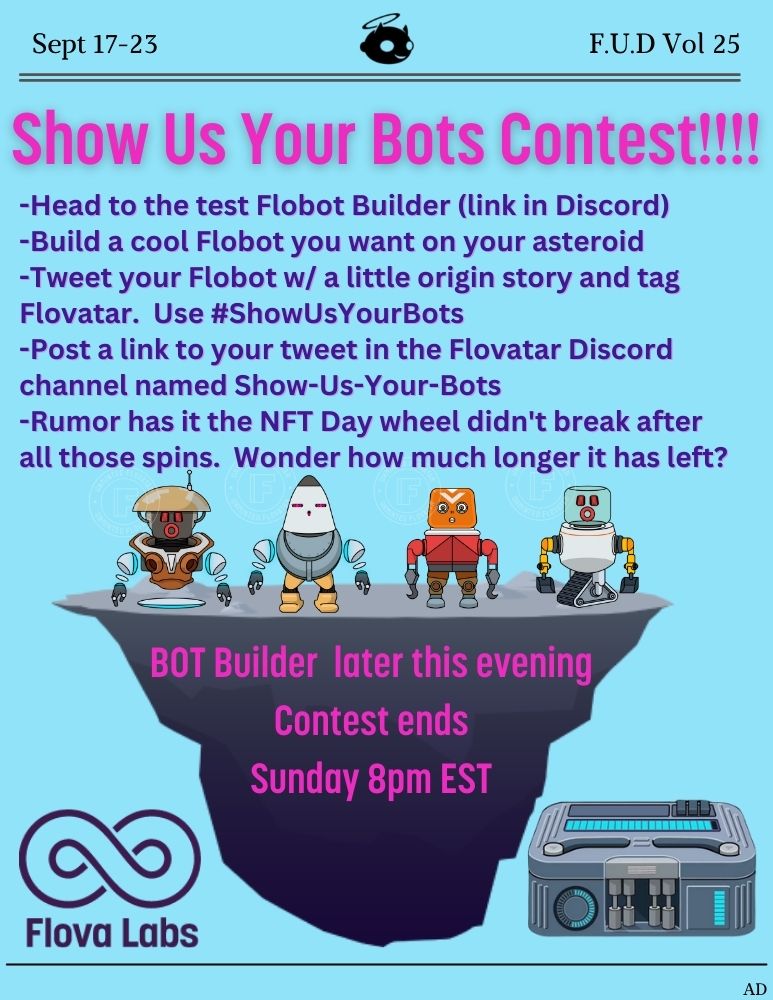 Sept 17-23
F.U.D Vol 25
Show Us Your Bots Contest!!!!
-Head to the test Flobot Builder (link in Discord)
-Build a cool Flobot you want on your asteroid
-Tweet your Flobot w/ a little origin story and tag
Flovatar.  Use #ShowUsYourBots
-Post a link to your tweet in the Flovatar Discord
channel named Show-Us-Your-Bots
-Rumor has it the NFT Day wheel didn't break after
all those spins.  Wonder how much longer it has left?
BOT Builder  later this evening
Contest ends
Sunday 8pm EST
Flova Labs
AD